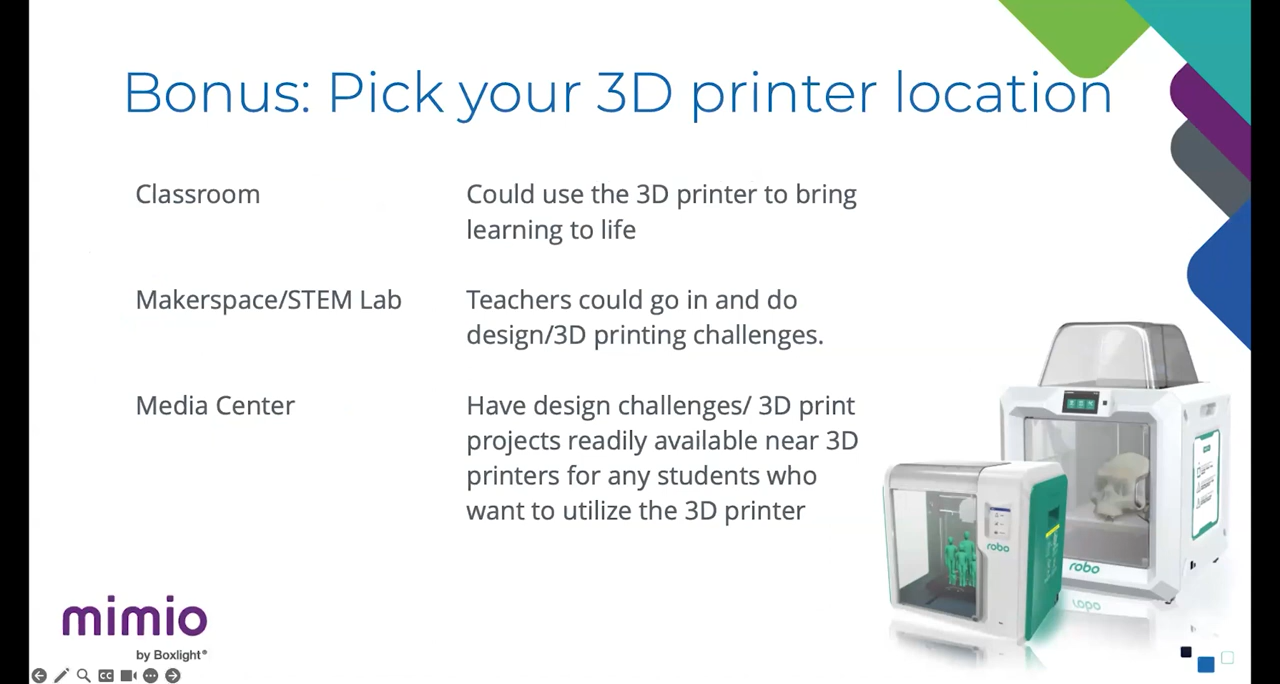 Bonus: Pick your 3D printer location
Classroom
Could use the 3D printer to bring
learning to life
Makerspace/STEM Lab
Teachers could go in and do
design/3D printing challenges.
Media Center
Have design challenges/ 3D print
projects readily available near 3D
printers for any students who
want to utilize the 3D printer
robo
robo
mimio
by Boxlight®
CC